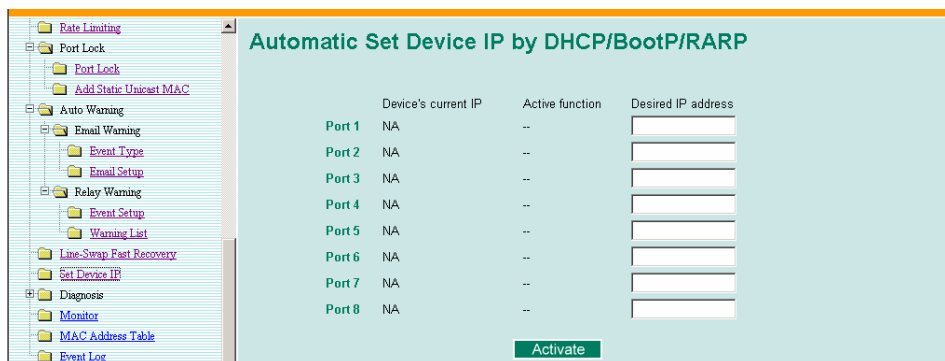 Rate Limiting
Port Lock
Port Lock
Add Static Unicast MAC
Auto Warning
Email Warning
Event Type
Email Setup
Relay Warning
Event Setup
Warning List
Line-Swap Fast Recovery
Set Device IP
Diagnosis
Monitor
MAC Address Table
Event Log
Automatic Set Device IP by DHCP/BootP/RARP
Device's current IP Active function Desired IP address
Port 1 NA --
Port 2 NA --
Port 3 NA --
Port 4 NA --
Port 5 NA --
Port 6 NA --
Port 7 NA --
Port 8 NA --
Activate